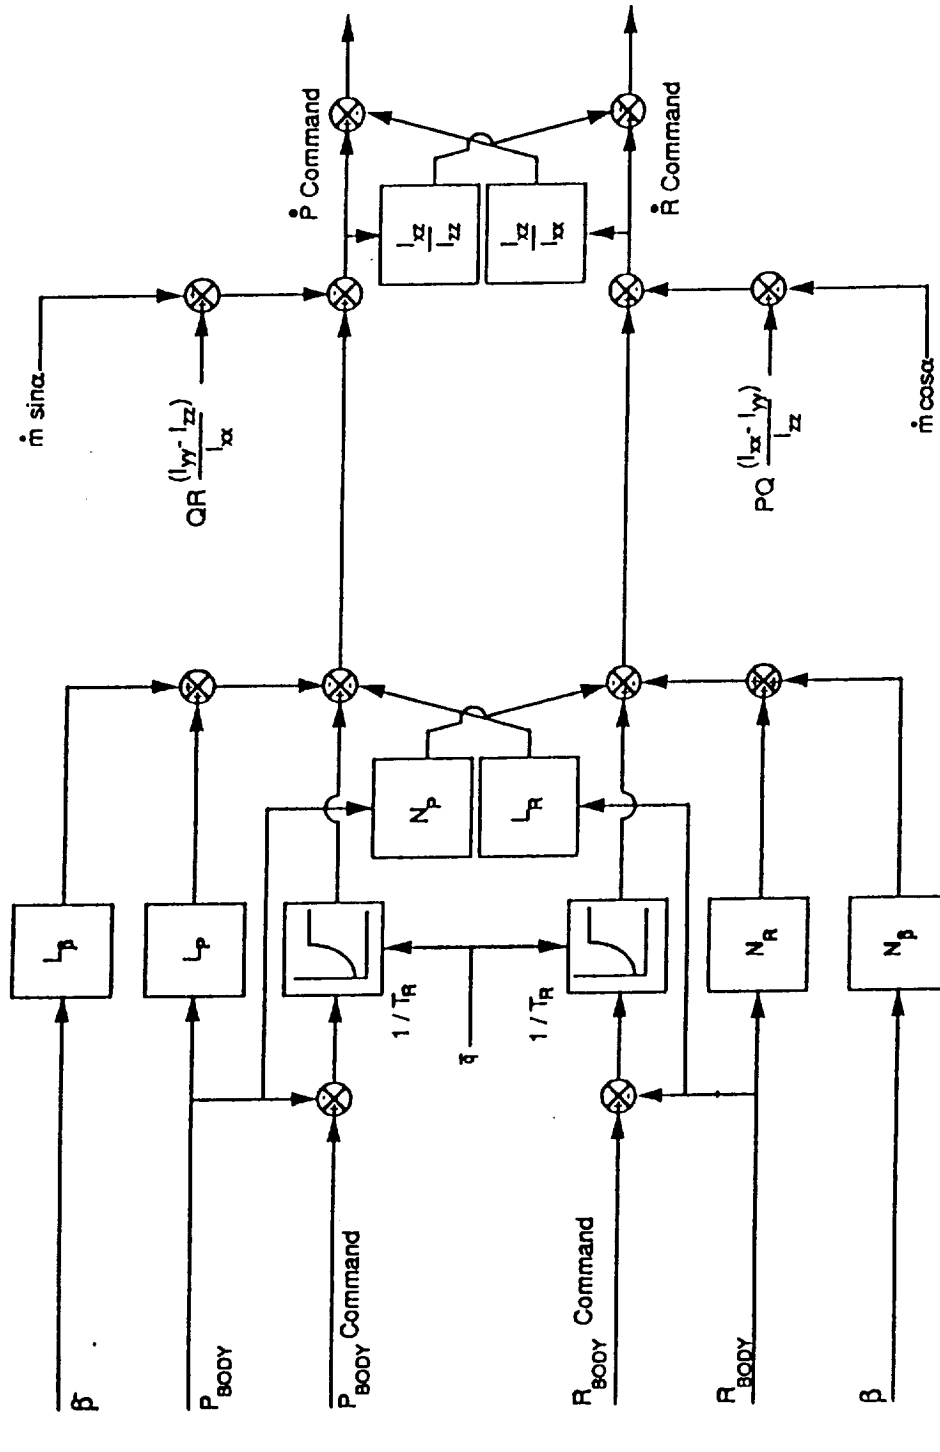 β
L_β
ṁ sinα
P_BODY
L_P
QR (I_yy - I_zz) / I_xx
P_BODY Command
Ṗ Command
1 / T_R
N_P
I_xz / I_zz
q̄
L_R
I_xz / I_xx
1 / T_R
R_BODY Command
Ṙ Command
R_BODY
N_R
PQ (I_xx - I_yy) / I_zz
β
N_β
ṁ cosα